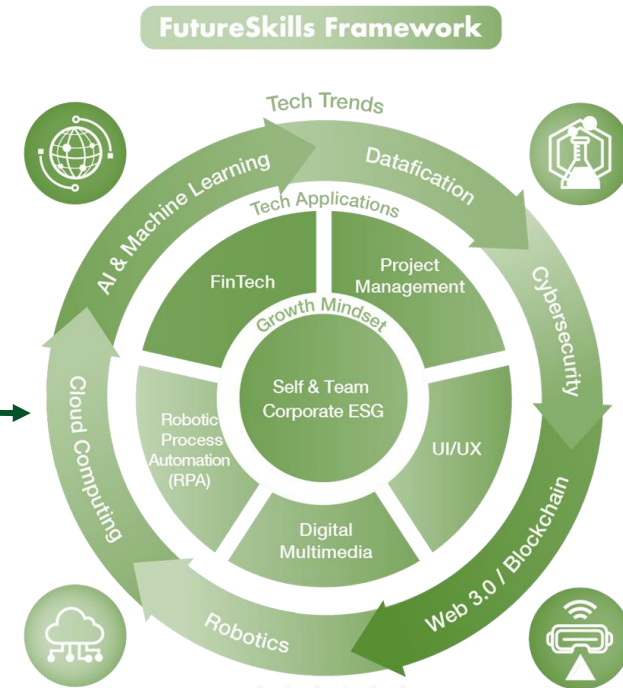 FutureSkills Framework
Tech Trends
AI & Machine Learning
Datafication
Cybersecurity
Web 3.0 / Blockchain
Robotics
Cloud Computing
Tech Applications
FinTech
Project
Management
UI/UX
Digital
Multimedia
Robotic
Process
Automation
(RPA)
Growth Mindset
Self & Team
Corporate ESG